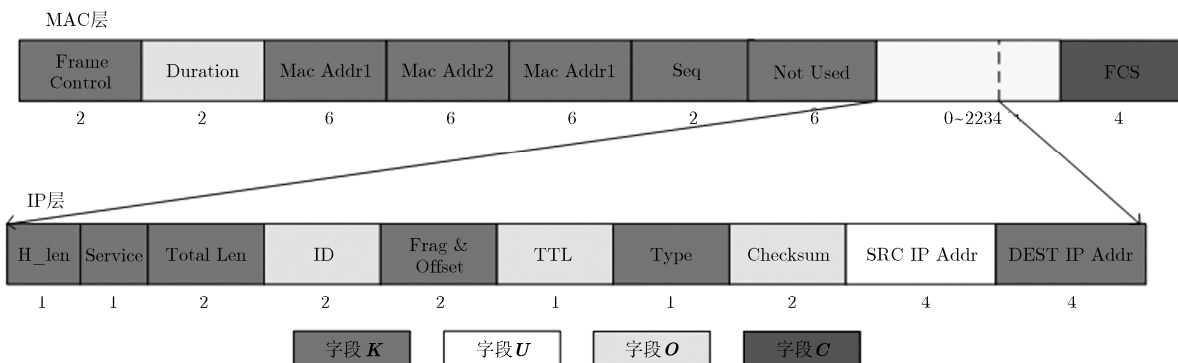 MAC层
Frame Control Duration Mac Addr1 Mac Addr2 Mac Addr1 Seq Not Used FCS
2 2 6 6 6 2 6 0~2234 4
IP层
H_len Service Total Len ID Frag & Offset TTL Type Checksum SRC IP Addr DEST IP Addr
1 1 2 2 2 1 1 2 4 4
字段K 字段U 字段O 字段C